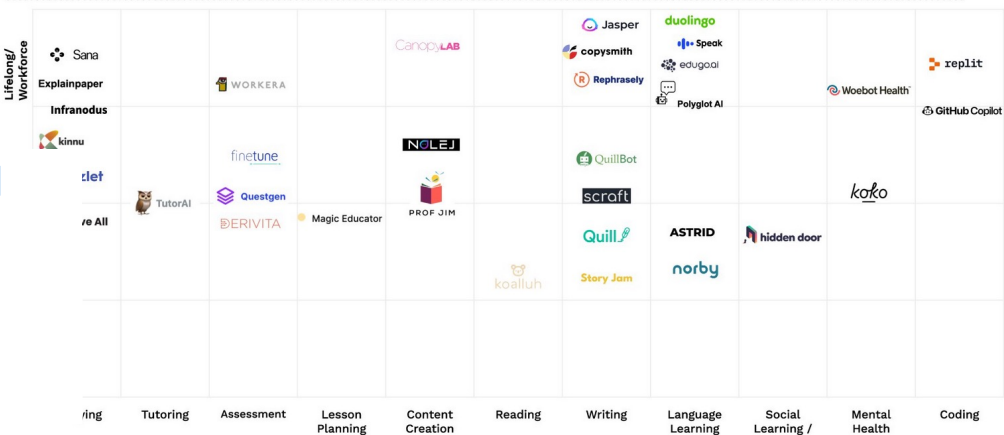 Lifelong/
Workforce
Sana
Explainpaper
Infranodus
kinnu
zlet
ve All
TutorAI
WORKERA
finetune
Questgen
DERIVITA
Magic Educator
CANOPYLAB
NOLEJ
PROF JIM
koalluh
Jasper
copysmith
Rephrasely
QuillBot
scraft
Quill
Story Jam
duolingo
Speak
edugo.ai
Polyglot AI
ASTRID
norby
hidden door
Woebot Health
koko
replit
GitHub Copilot
ying
Tutoring
Assessment
Lesson
Planning
Content
Creation
Reading
Writing
Language
Learning
Social
Learning /
Mental
Health
Coding